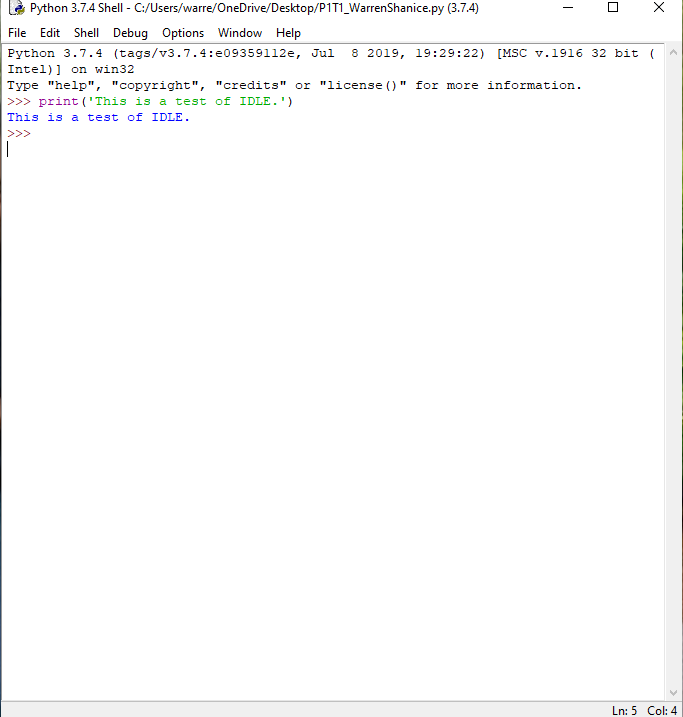 Python 3.7.4 Shell - C:/Users/warre/OneDrive/Desktop/P1T1_WarrenShanice.py (3.7.4)
File Edit Shell Debug Options Window Help
Python 3.7.4 (tags/v3.7.4:e09359112e, Jul  8 2019, 19:29:22) [MSC v.1916 32 bit (
Intel)] on win32
Type "help", "copyright", "credits" or "license()" for more information.
>>> print('This is a test of IDLE.')
This is a test of IDLE.
>>>
Ln: 5 Col: 4